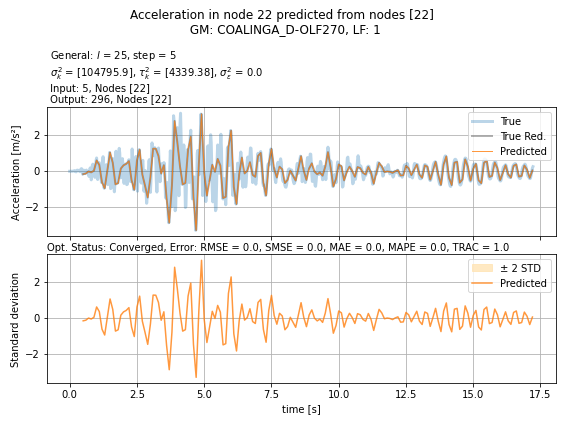 Acceleration in node 22 predicted from nodes [22]
GM: COALINGA_D-OLF270, LF: 1
General: l = 25, step = 5
σ²ₖ = [104795.9], τ²ₖ = [4339.38], σ²ε = 0.0
Input: 5, Nodes [22]
Output: 296, Nodes [22]
Acceleration [m/s²]
2
0
−2
True
True Red.
Predicted
Opt. Status: Converged, Error: RMSE = 0.0, SMSE = 0.0, MAE = 0.0, MAPE = 0.0, TRAC = 1.0
Standard deviation
2
0
−2
± 2 STD
Predicted
0.0 2.5 5.0 7.5 10.0 12.5 15.0 17.5
time [s]